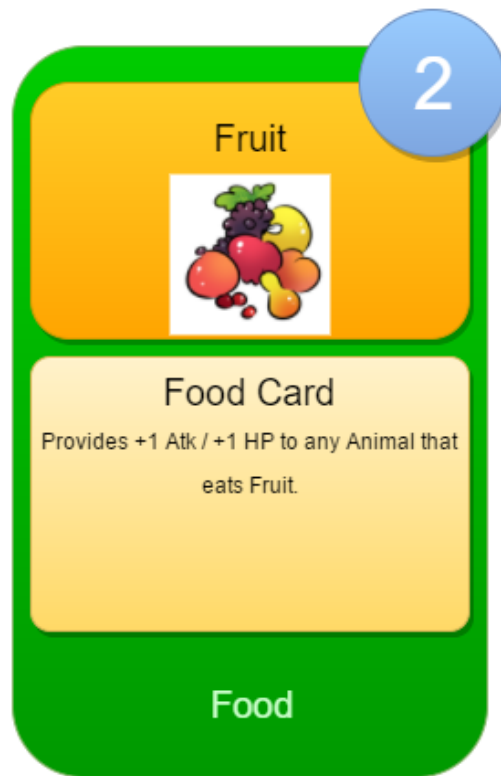 2
Fruit
Food Card
Provides +1 Atk / +1 HP to any Animal that
eats Fruit.
Food